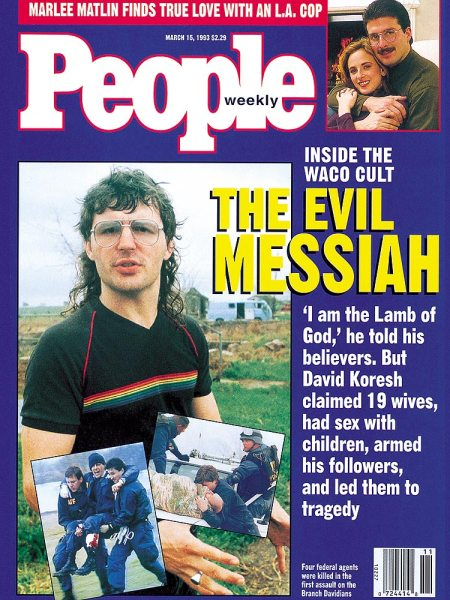 MARLEE MATLIN FINDS TRUE LOVE WITH AN L.A. COP
MARCH 15, 1993 $2.29
People
weekly
INSIDE THE
WACO CULT
THE EVIL
MESSIAH
‘I am the Lamb of
God,’ he told his
believers. But
David Koresh
claimed 19 wives,
had sex with
children, armed
his followers,
and led them to
tragedy
Four federal agents
were killed in the
first assault on the
Branch Davidians
11